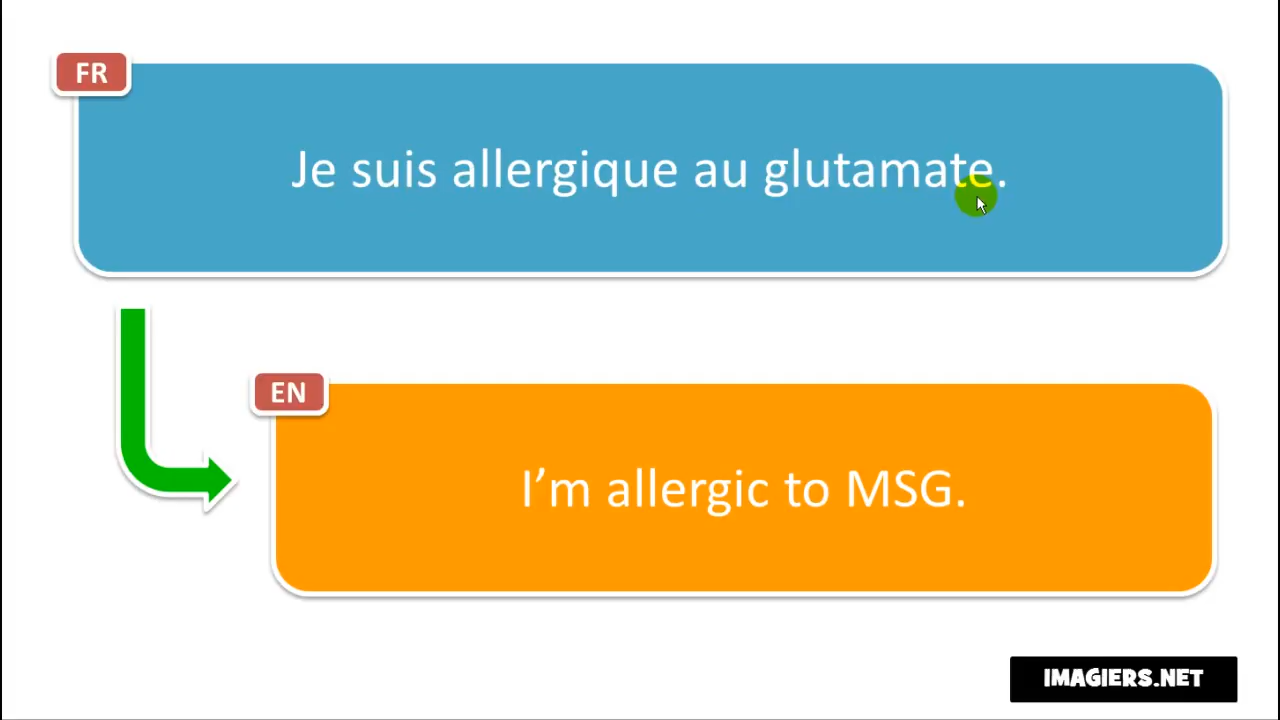 FR
Je suis allergique au glutamate.
EN
I’m allergic to MSG.
IMAGIERS.NET